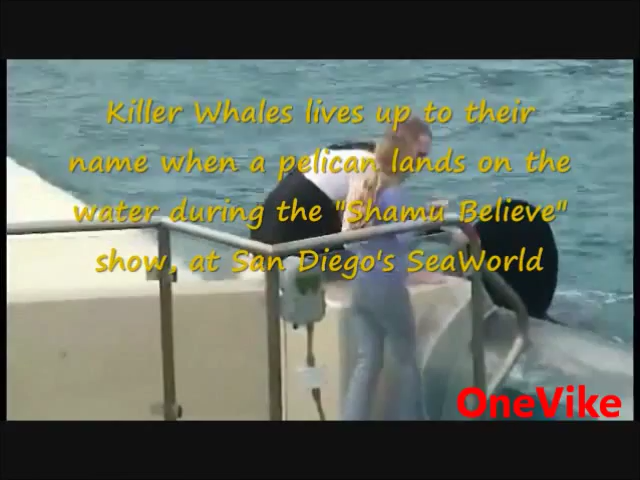 Killer Whales lives up to their
name when a pelican lands on the
water during the "Shamu Believe"
show, at San Diego's SeaWorld
OneVike